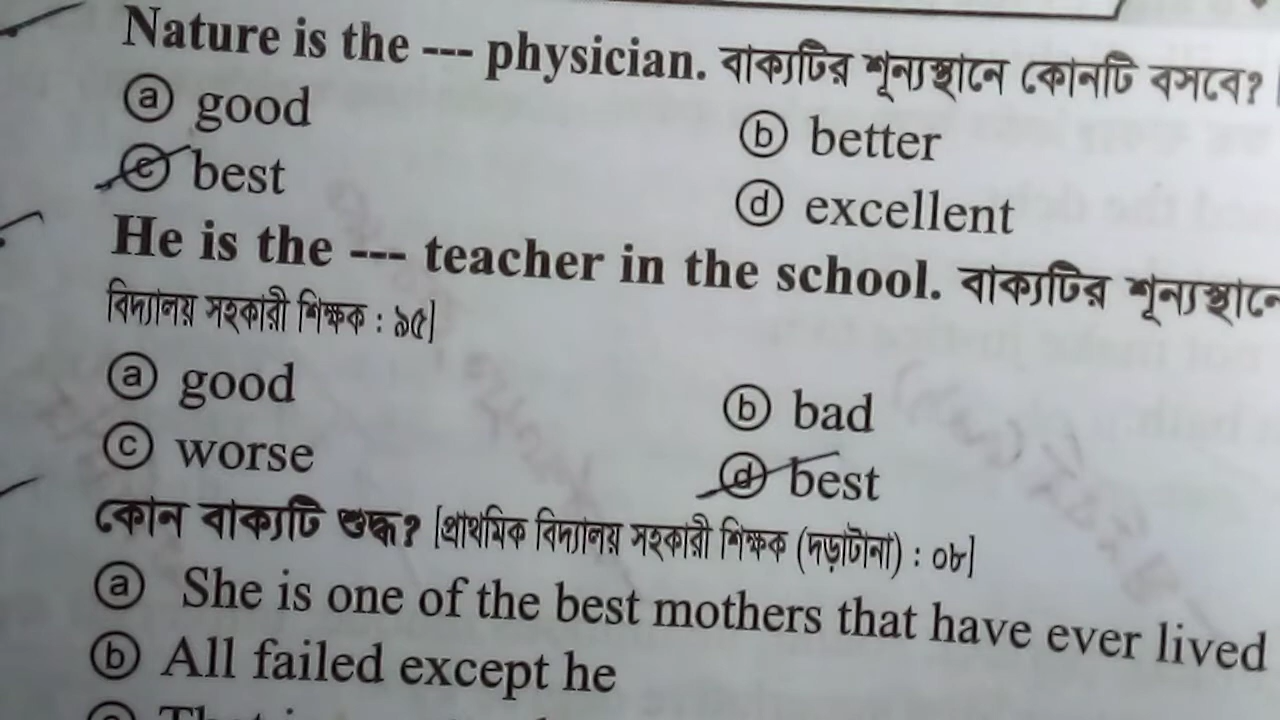 Nature is the --- physician. বাক্যটির শূন্যস্থানে কোনটি বসবে?
ⓐ good
ⓑ better
ⓒ best
ⓓ excellent
He is the --- teacher in the school. বাক্যটির শূন্যস্থানে
বিদ্যালয় সহকারী শিক্ষক : ৯৫]
ⓐ good
ⓑ bad
ⓒ worse
ⓓ best
কোন বাক্যটি শুদ্ধ? [প্রাথমিক বিদ্যালয় সহকারী শিক্ষক (দড়াটানা) : ০৮]
ⓐ She is one of the best mothers that have ever lived
ⓑ All failed except he